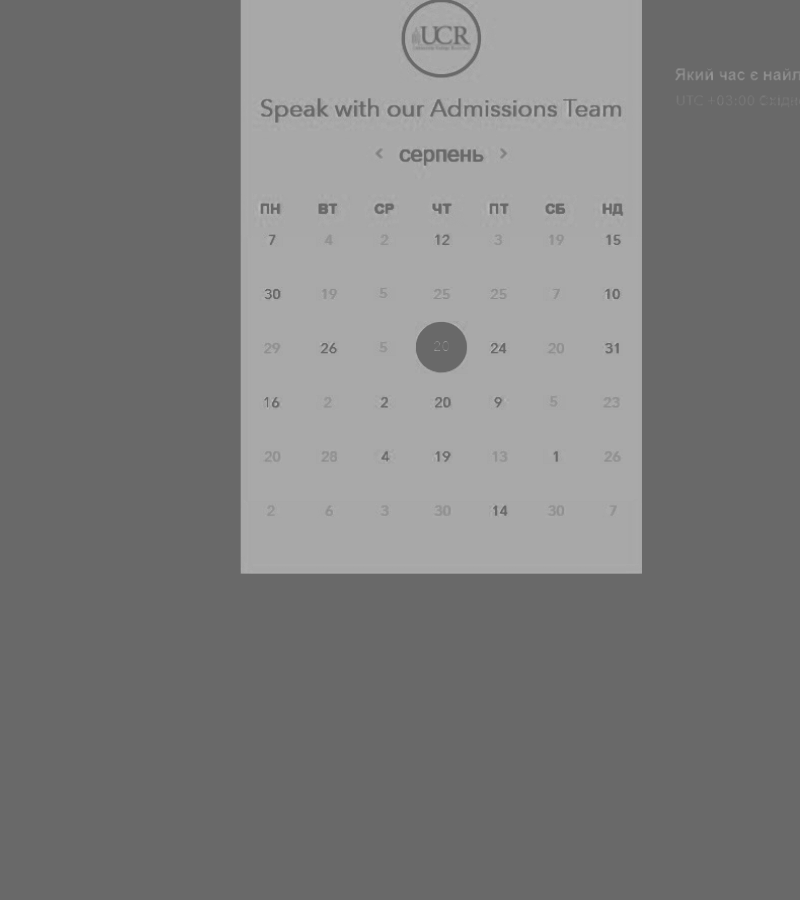 UCR
Speak with our Admissions Team
‹ серпень ›
ПН ВТ СР ЧТ ПТ СБ НД
7 4 2 12 3 19 15
30 19 5 25 25 7 10
29 26 5 20 24 20 31
16 2 2 20 9 5 23
20 28 4 19 13 1 26
2 6 3 30 14 30 7
Який час є
UTC +03:00